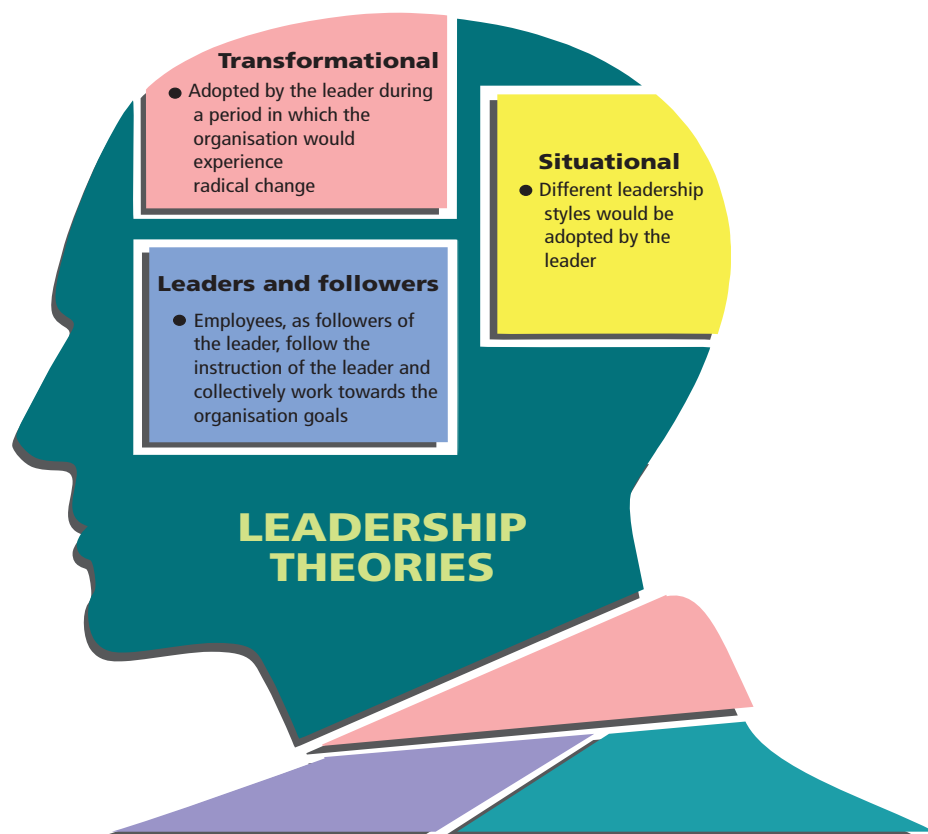 Transformational
● Adopted by the leader during
a period in which the
organisation would
experience
radical change
Situational
● Different leadership
styles would be
adopted by the
leader
Leaders and followers
● Employees, as followers of
the leader, follow the
instruction of the leader and
collectively work towards the
organisation goals
LEADERSHIP
THEORIES